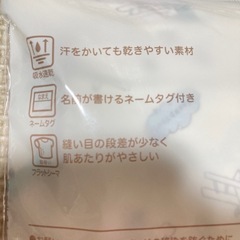 汗をかいても乾きやすい素材
吸水速乾
名前が書けるネームタグ付き
ネームタグ
縫い目の段差が少なく
肌あたりがやさしい
フラットシーマ